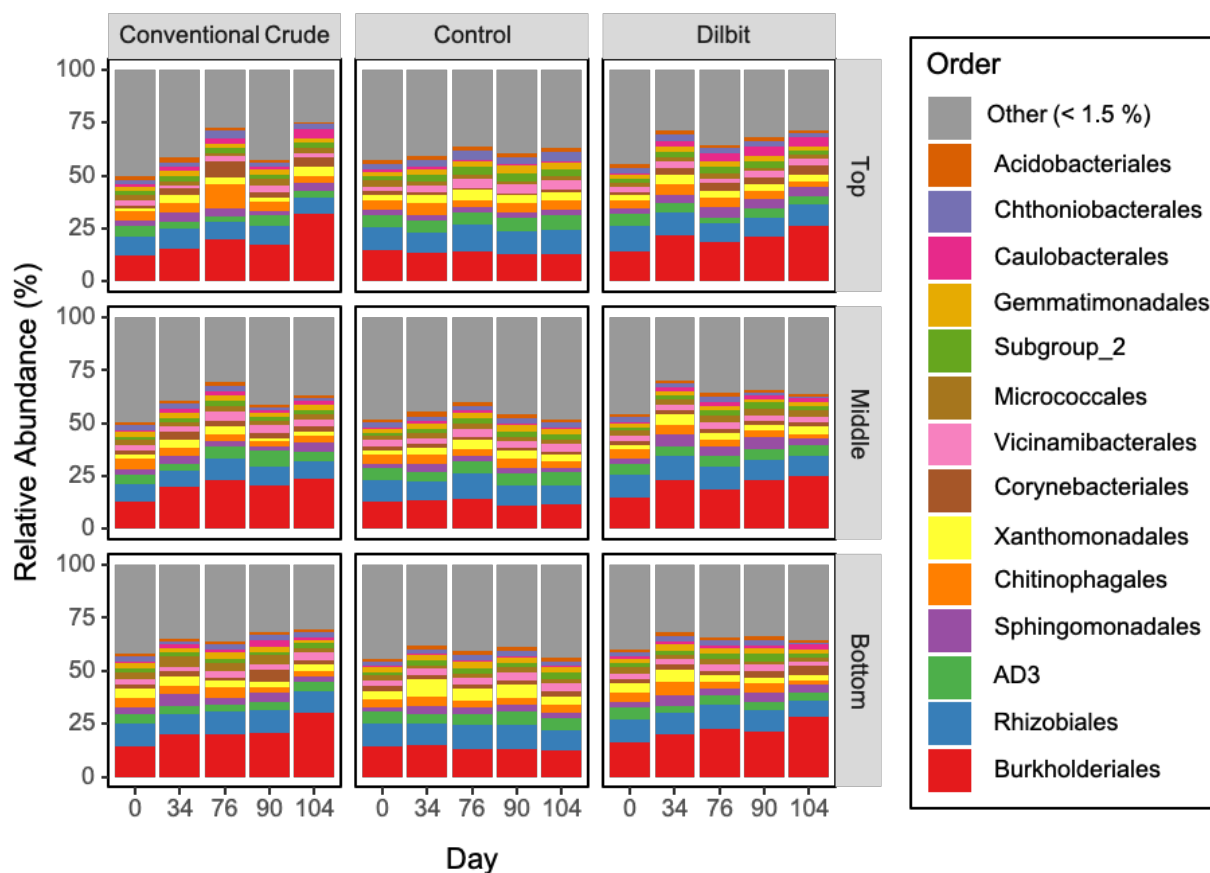 Conventional Crude
Control
Dilbit
Relative Abundance (%)
100
75
50
25
0
Top
100
75
50
25
0
Middle
100
75
50
25
0
Bottom
0 34 76 90 104
0 34 76 90 104
0 34 76 90 104
Day
Order
Other (< 1.5 %)
Acidobacteriales
Chthoniobacterales
Caulobacterales
Gemmatimonadales
Subgroup_2
Micrococcales
Vicinamibacterales
Corynebacteriales
Xanthomonadales
Chitinophagales
Sphingomonadales
AD3
Rhizobiales
Burkholderiales